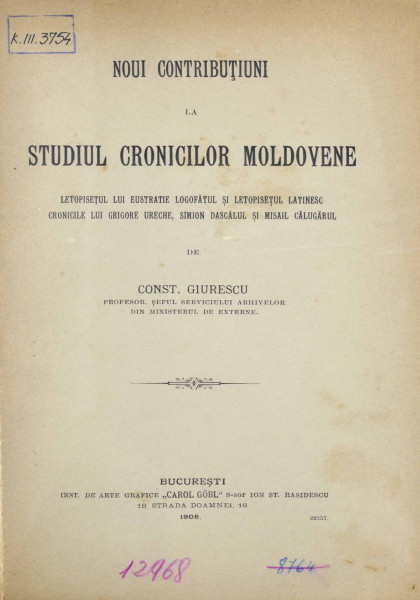 K.III.3754
NOUI CONTRIBUŢIUNI
LA
STUDIUL CRONICILOR MOLDOVENE
LETOPISEŢUL LUI EUSTRATIE LOGOFĂTUL ŞI LETOPISEŢUL LATINESC
CRONICILE LUI GRIGORE URECHE, SIMION DASCĂLUL ŞI MISAIL CĂLUGĂRUL
DE
CONST. GIURESCU
PROFESOR, ŞEFUL SERVICIULUI ARHIVELOR
DIN MINISTERUL DE EXTERNE.
BUCUREŞTI
INST. DE ARTE GRAFICE „CAROL GÖBL" S-sor ION ST. RASIDESCU
16 STRADA DOAMNEI, 16
1906.
12968
8164